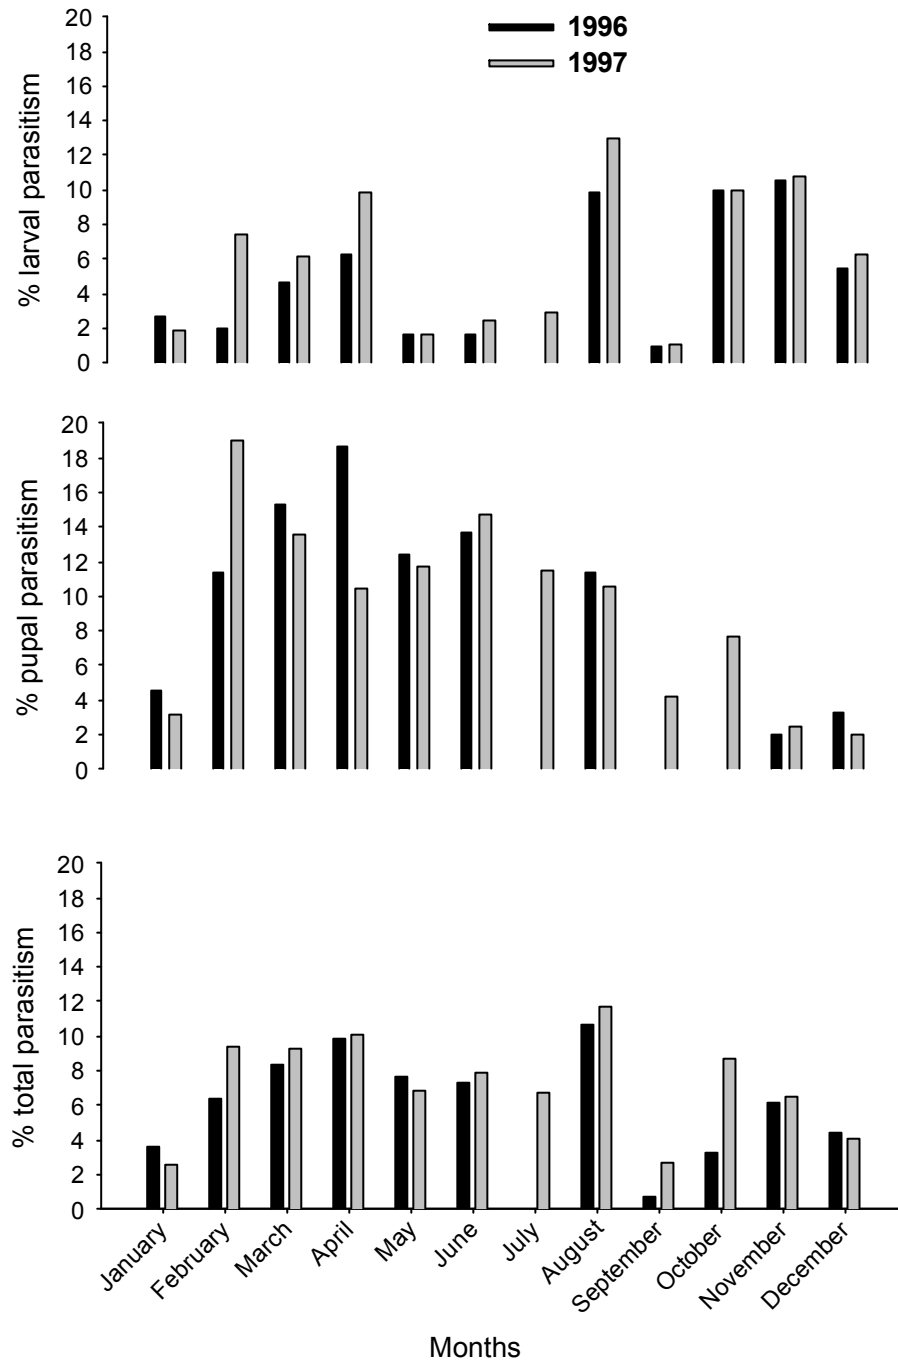 1996
1997
% larval parasitism
20
18
16
14
12
10
8
6
4
2
0
% pupal parasitism
20
18
16
14
12
10
8
6
4
2
0
% total parasitism
20
18
16
14
12
10
8
6
4
2
0
January
February
March
April
May
June
July
August
September
October
November
December
Months